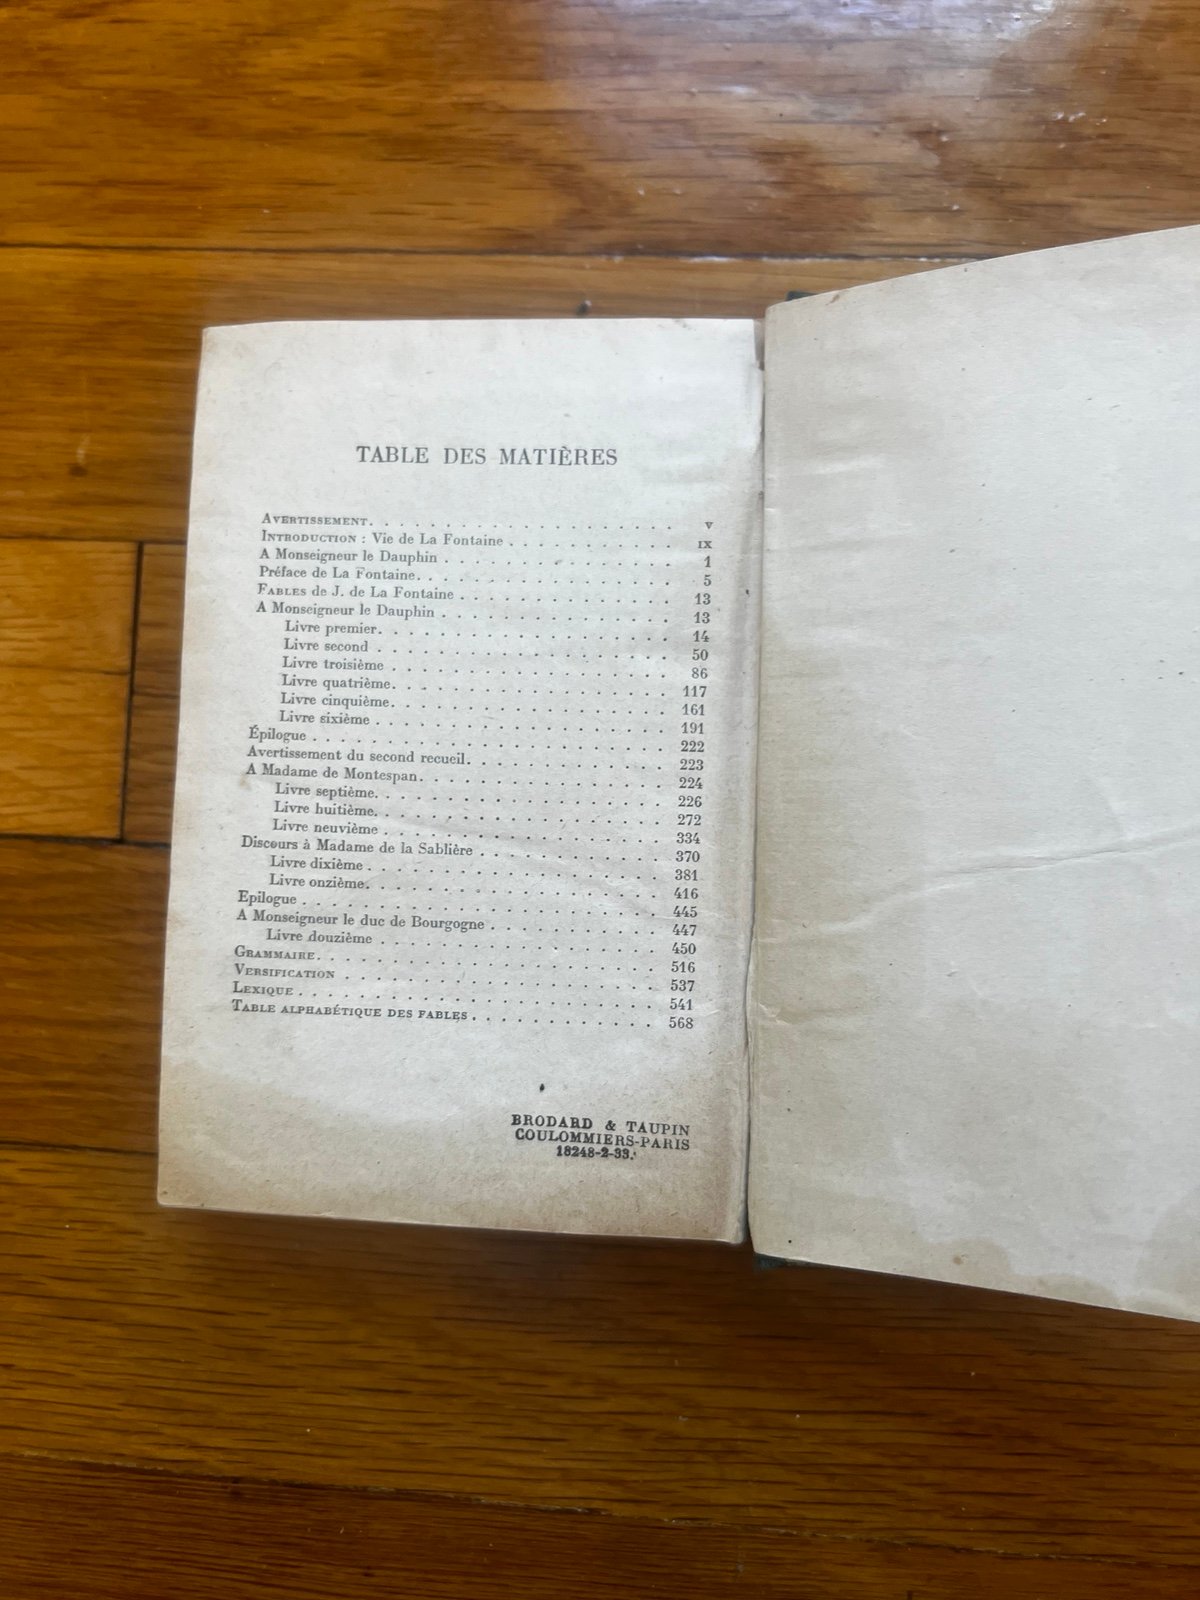 TABLE DES MATIÈRES
AVERTISSEMENT. . . . . . . . . . . . . . . . . . . . . v
INTRODUCTION : Vie de La Fontaine . . . . . . . . . . . IX
A Monseigneur le Dauphin . . . . . . . . . . . . . . . . 1
Préface de La Fontaine. . . . . . . . . . . . . . . . . . 5
FABLES de J. de La Fontaine . . . . . . . . . . . . . . 13
A Monseigneur le Dauphin . . . . . . . . . . . . . . . . 13
Livre premier. . . . . . . . . . . . . . . . . . . . 14
Livre second . . . . . . . . . . . . . . . . . . . . 50
Livre troisième . . . . . . . . . . . . . . . . . . . 86
Livre quatrième. . . . . . . . . . . . . . . . . . . 117
Livre cinquième. . . . . . . . . . . . . . . . . . . 161
Livre sixième . . . . . . . . . . . . . . . . . . . . 191
Épilogue . . . . . . . . . . . . . . . . . . . . . . . . 222
Avertissement du second recueil. . . . . . . . . . . . . 223
A Madame de Montespan. . . . . . . . . . . . . . . . . 224
Livre septième. . . . . . . . . . . . . . . . . . . . 226
Livre huitième. . . . . . . . . . . . . . . . . . . . 272
Livre neuvième . . . . . . . . . . . . . . . . . . . 334
Discours à Madame de la Sablière . . . . . . . . . . . . 370
Livre dixième . . . . . . . . . . . . . . . . . . . . 381
Livre onzième. . . . . . . . . . . . . . . . . . . . 416
Epilogue . . . . . . . . . . . . . . . . . . . . . . . . 445
A Monseigneur le duc de Bourgogne . . . . . . . . . . . 447
Livre douzième . . . . . . . . . . . . . . . . . . . 450
GRAMMAIRE. . . . . . . . . . . . . . . . . . . . . . . 516
VERSIFICATION . . . . . . . . . . . . . . . . . . . . . 537
LEXIQUE . . . . . . . . . . . . . . . . . . . . . . . . 541
TABLE ALPHABÉTIQUE DES FABLES . . . . . . . . . . . . 568
BRODARD & TAUPIN
COULOMMIERS-PARIS
18248-2-33.